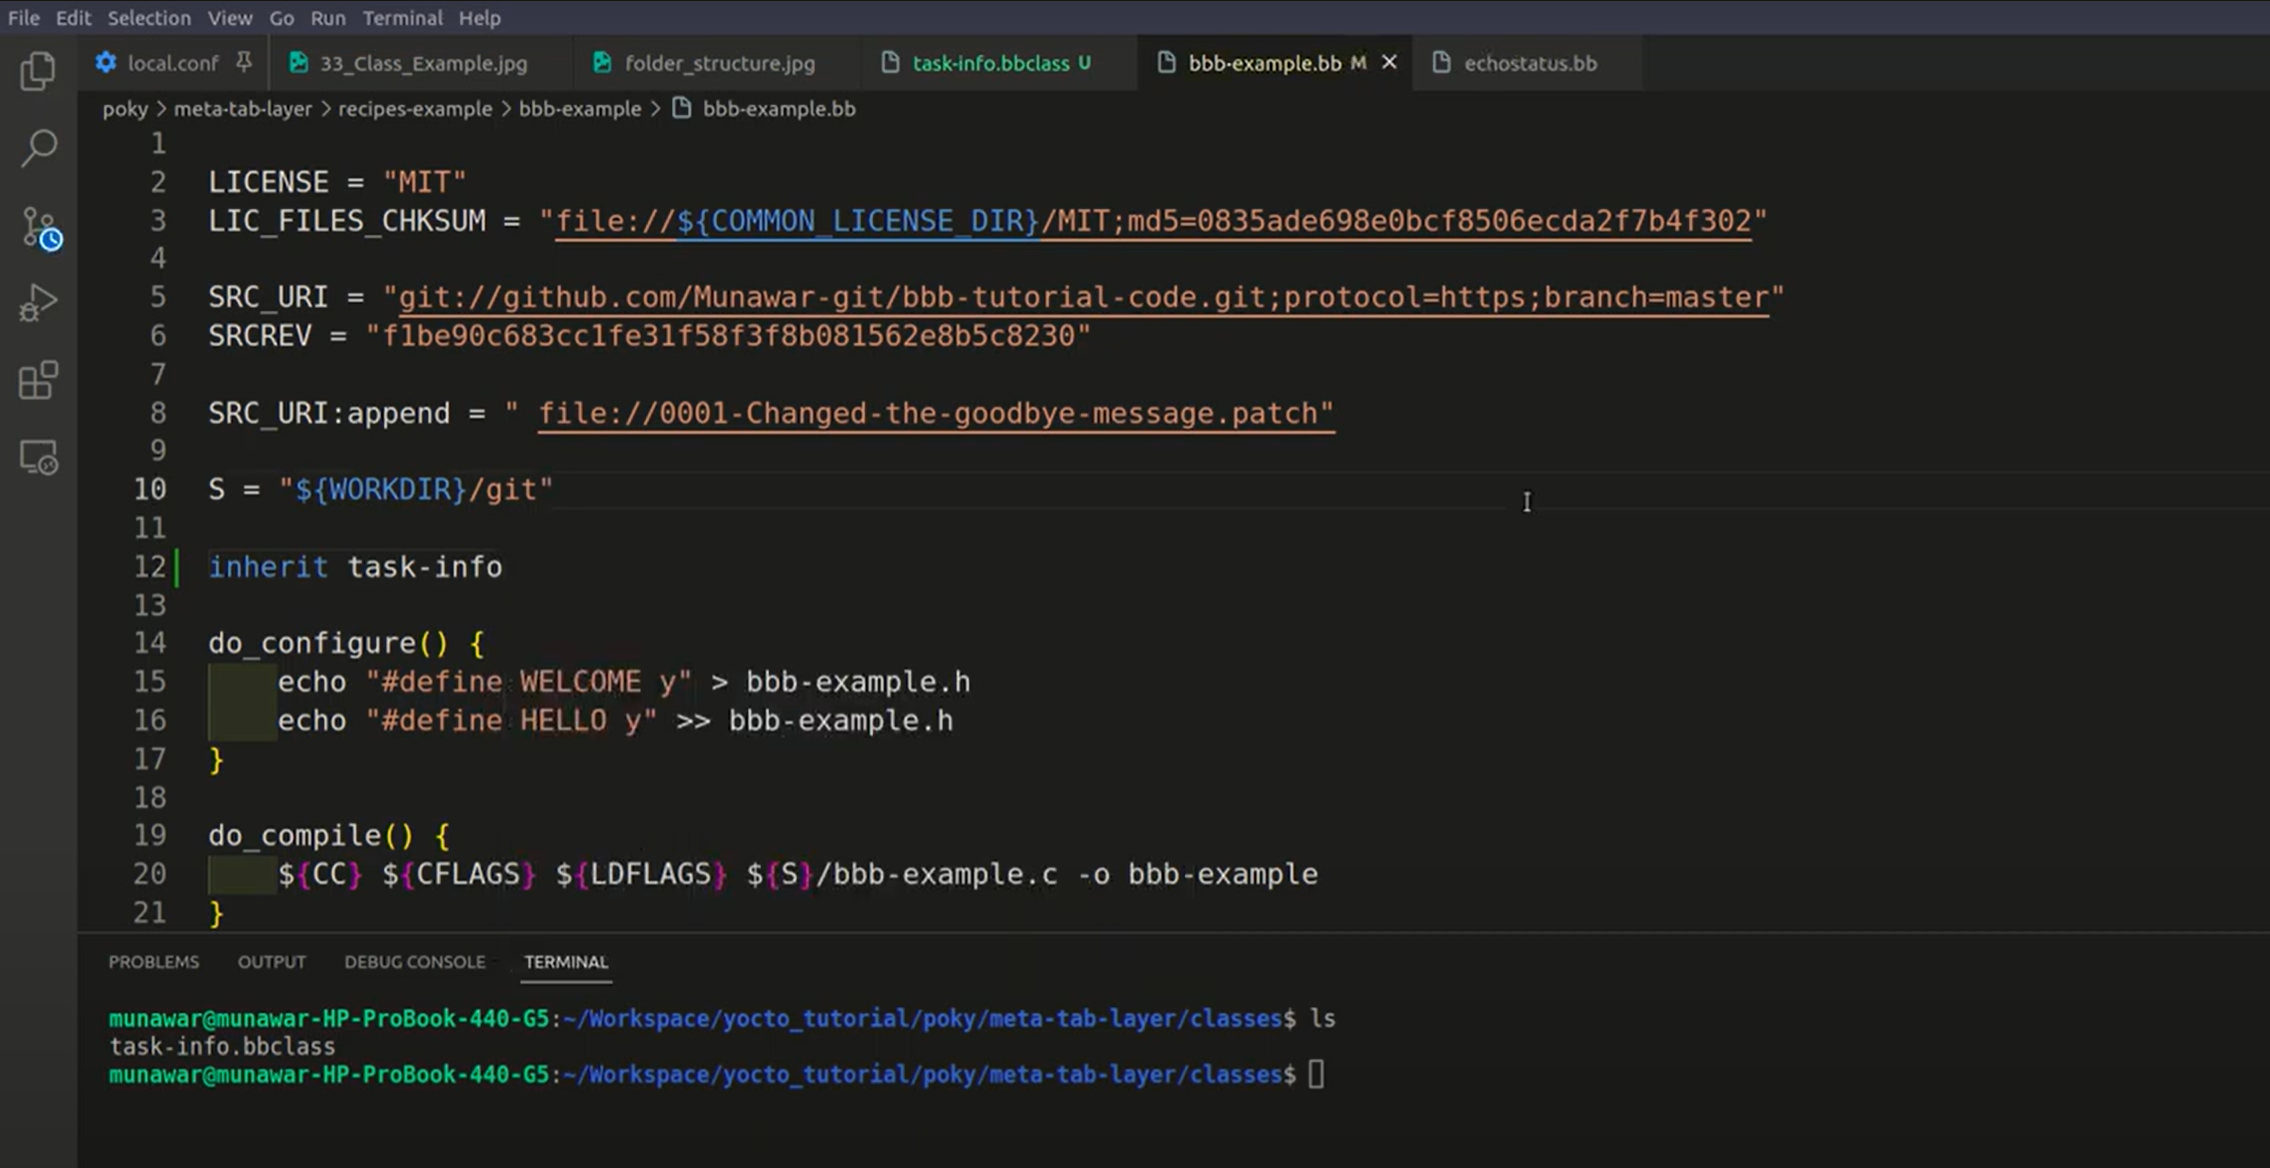 File Edit Selection View Go Run Terminal Help
local.conf 33_Class_Example.jpg folder_structure.jpg task-info.bbclass U bbb-example.bb M echostatus.bb
poky > meta-tab-layer > recipes-example > bbb-example > bbb-example.bb
1
2 LICENSE = "MIT"
3 LIC_FILES_CHKSUM = "file://${COMMON_LICENSE_DIR}/MIT;md5=0835ade698e0bcf8506ecda2f7b4f302"
4
5 SRC_URI = "git://github.com/Munawar-git/bbb-tutorial-code.git;protocol=https;branch=master"
6 SRCREV = "f1be90c683cc1fe31f58f3f8b081562e8b5c8230"
7
8 SRC_URI:append = " file://0001-Changed-the-goodbye-message.patch"
9
10 S = "${WORKDIR}/git"
11
12 inherit task-info
13
14 do_configure() {
15 echo "#define WELCOME y" > bbb-example.h
16 echo "#define HELLO y" >> bbb-example.h
17 }
18
19 do_compile() {
20 ${CC} ${CFLAGS} ${LDFLAGS} ${S}/bbb-example.c -o bbb-example
21 }
PROBLEMS OUTPUT DEBUG CONSOLE TERMINAL
munawar@munawar-HP-ProBook-440-G5:~/Workspace/yocto_tutorial/poky/meta-tab-layer/classes$ ls
task-info.bbclass
munawar@munawar-HP-ProBook-440-G5:~/Workspace/yocto_tutorial/poky/meta-tab-layer/classes$